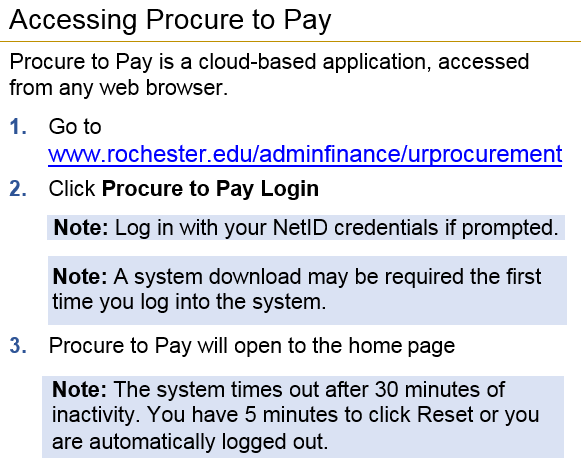 Accessing Procure to Pay
Procure to Pay is a cloud-based application, accessed
from any web browser.
1. Go to
www.rochester.edu/adminfinance/urprocurement
2. Click Procure to Pay Login
Note: Log in with your NetID credentials if prompted.
Note: A system download may be required the first
time you log into the system.
3. Procure to Pay will open to the home page
Note: The system times out after 30 minutes of
inactivity. You have 5 minutes to click Reset or you
are automatically logged out.